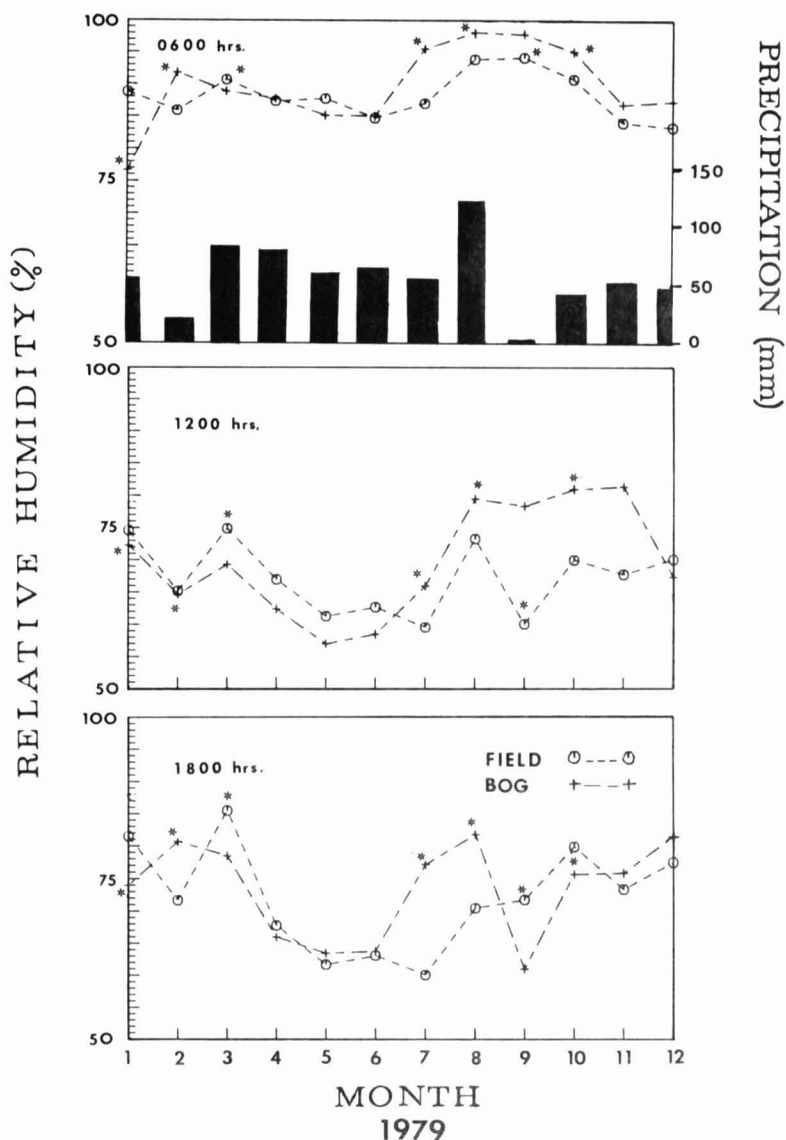 RELATIVE HUMIDITY (%)
PRECIPITATION (mm)
0600 hrs.
100
75
50
150
100
50
0
1200 hrs.
100
75
50
1800 hrs.
100
75
50
FIELD
BOG
1 2 3 4 5 6 7 8 9 10 11 12
MONTH
1979